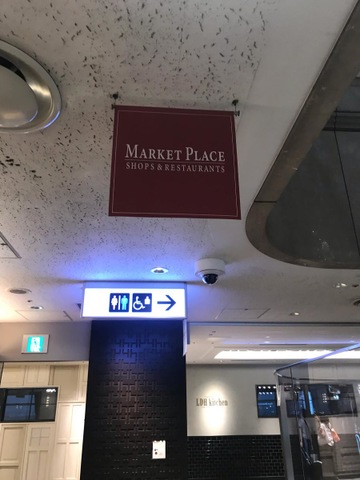 MARKET PLACE
SHOPS & RESTAURANTS
LDH kitchen